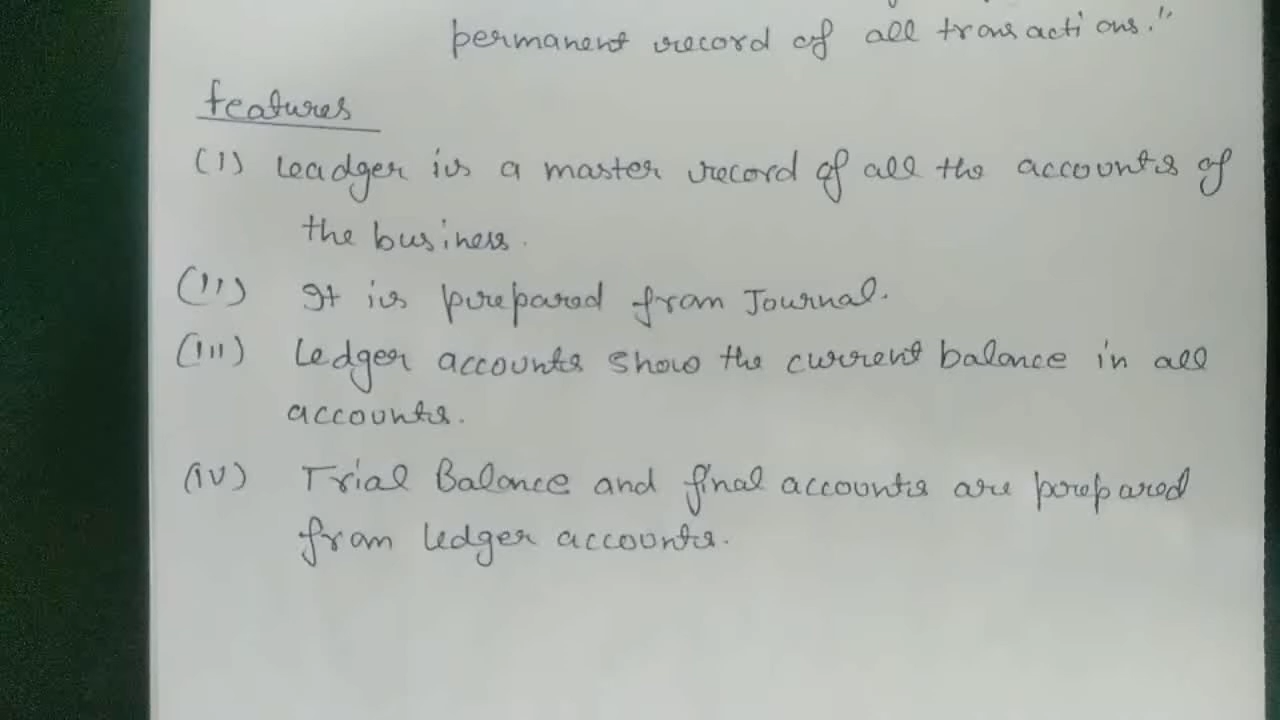 permanent record of all transactions."
features
(I) Leadger is a master record of all the accounts of
the business.
(II) It is prepared from Journal.
(III) Ledger accounts show the current balance in all
accounts.
(IV) Trial Balance and final accounts are prepared
from ledger accounts.